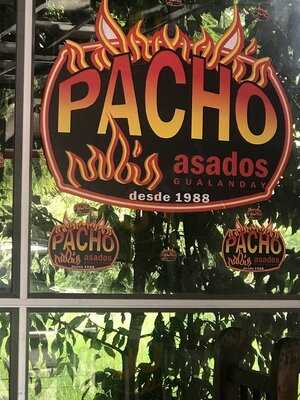 PACHO
asados
GUALANDAY
desde 1988
PACHO
asados
PACHO
asados